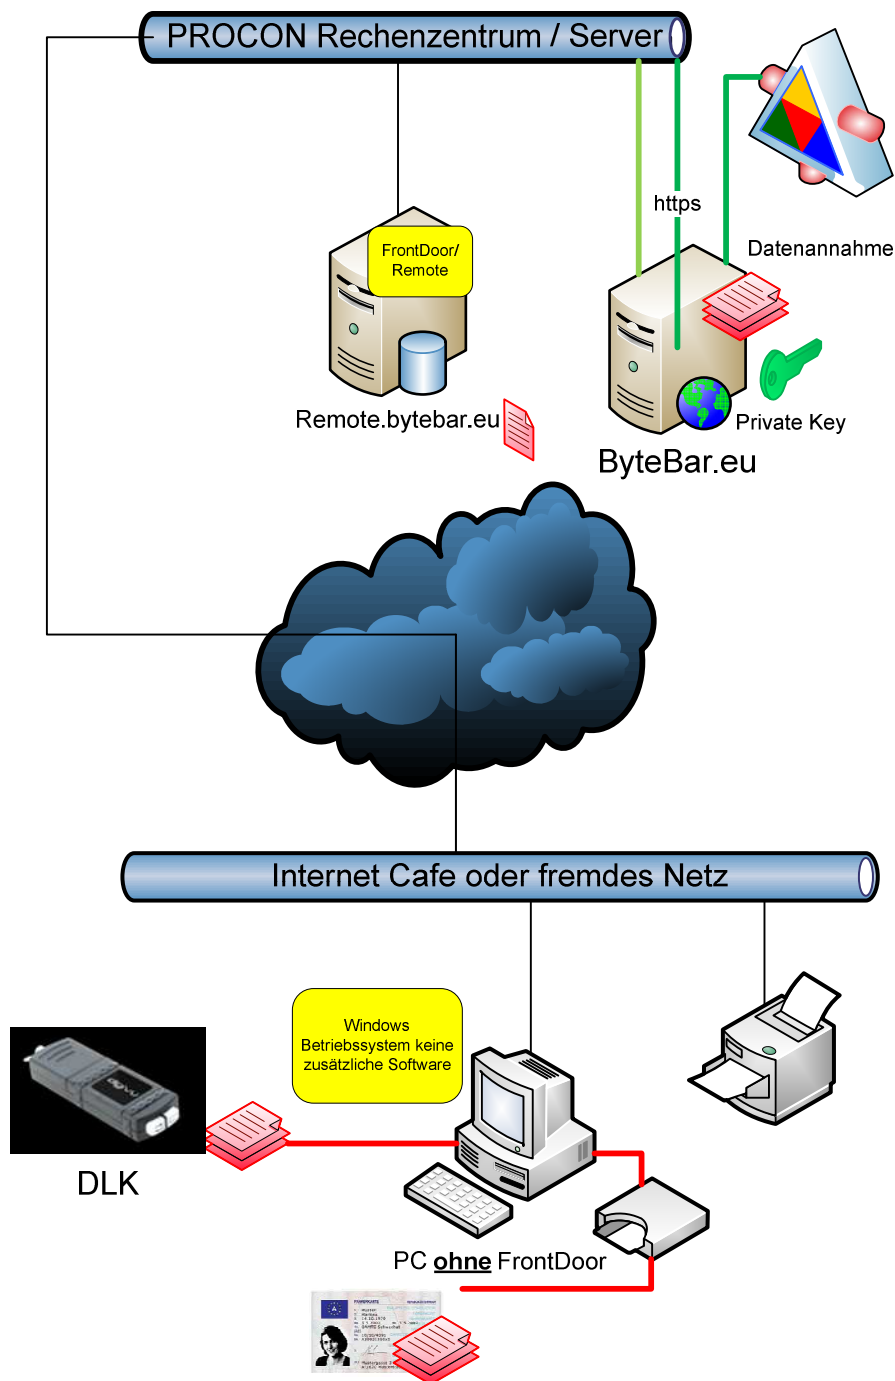 PROCON Rechenzentrum / Server
https
Datenannahme
FrontDoor/
Remote
Remote.bytebar.eu
Private Key
ByteBar.eu
Internet Cafe oder fremdes Netz
Windows
Betriebssystem keine
zusätzliche Software
DLK
PC ohne FrontDoor